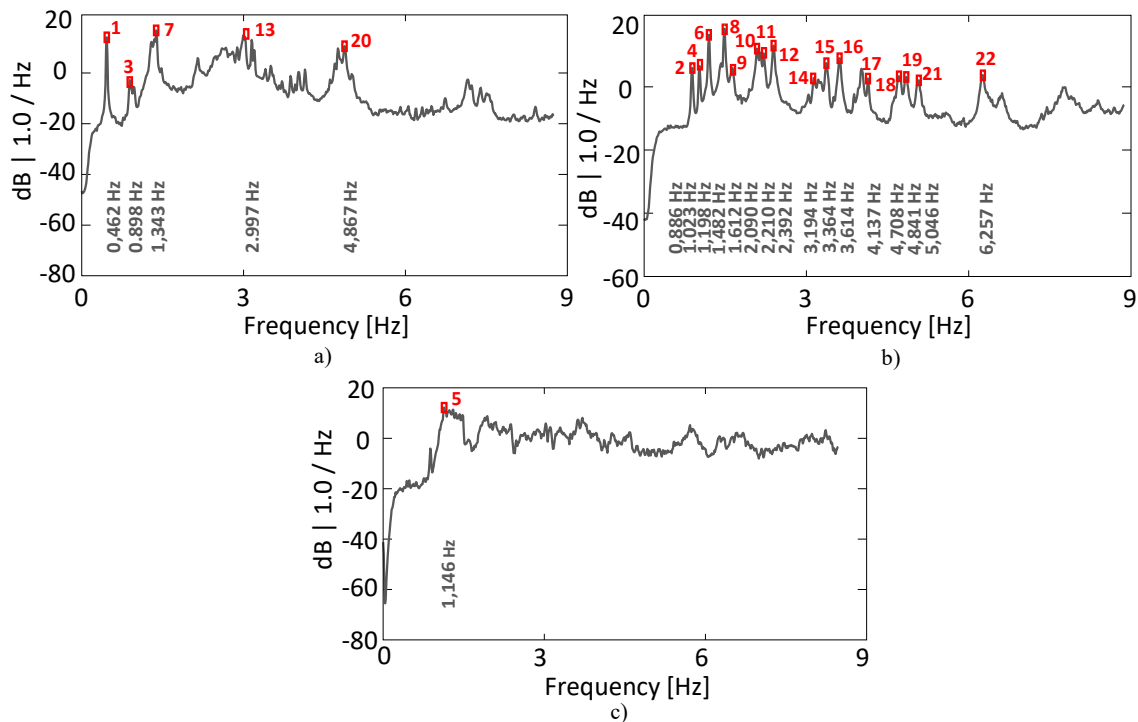 20
0
-20
-40
-60
-80
dB | 1.0 / Hz
1
3
7
13
20
0,462 Hz
0.898 Hz
1,343 Hz
2.997 Hz
4,867 Hz
0
3
6
9
Frequency [Hz]
a)
20
0
-20
-40
-60
dB | 1.0 / Hz
2
4
6
8
9
10
11
12
14
15
16
17
18
19
21
22
0,886 Hz
1.023 Hz
1,198 Hz
1.482 Hz
1.612 Hz
2,090 Hz
2,210 Hz
2,392 Hz
3,194 Hz
3,364 Hz
3,614 Hz
4,137 Hz
4,708 Hz
4,841 Hz
5,046 Hz
6,257 Hz
0
3
6
9
Frequency [Hz]
b)
20
0
-20
-40
-60
-80
dB | 1.0 / Hz
5
1,146 Hz
0
3
6
9
Frequency [Hz]
c)